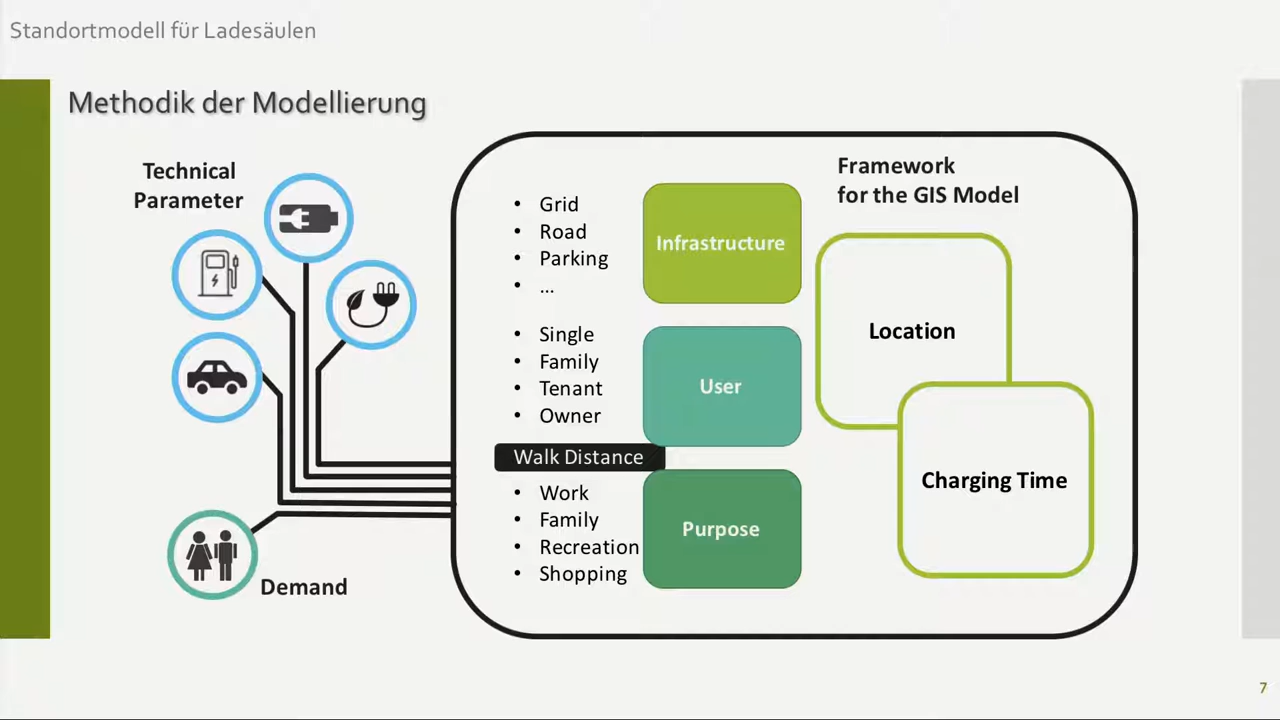 Standortmodell für Ladesäulen
Methodik der Modellierung
Technical
Parameter
Demand
Framework
for the GIS Model
• Grid
• Road
• Parking
• ...
Infrastructure
• Single
• Family
• Tenant
• Owner
User
Walk Distance
• Work
• Family
• Recreation
• Shopping
Purpose
Location
Charging Time
7